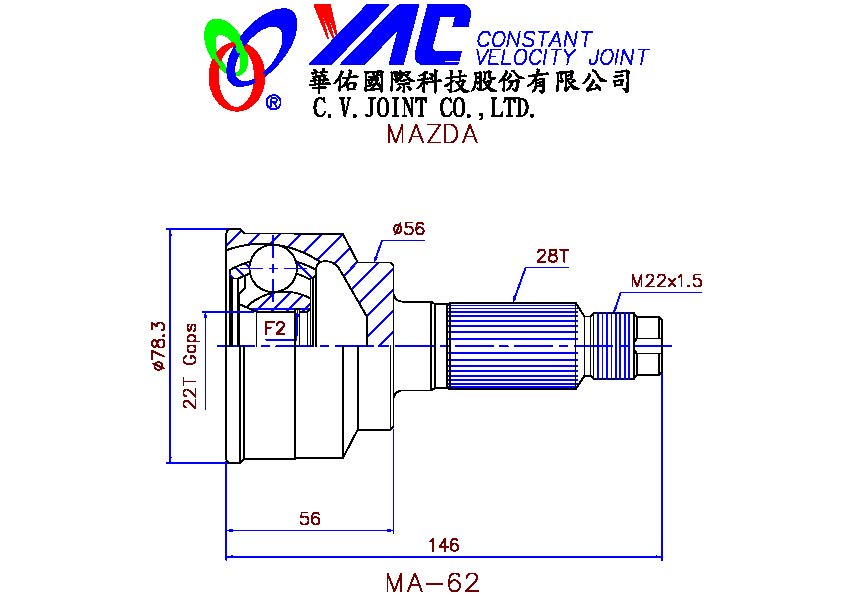 YAC CONSTANT
VELOCITY JOINT
®
華佑國際科技股份有限公司
C.V.JOINT CO.,LTD.
MAZDA
ø56
28T
M22x1.5
ø78.3
22T Gaps
F2
56
146
MA-62